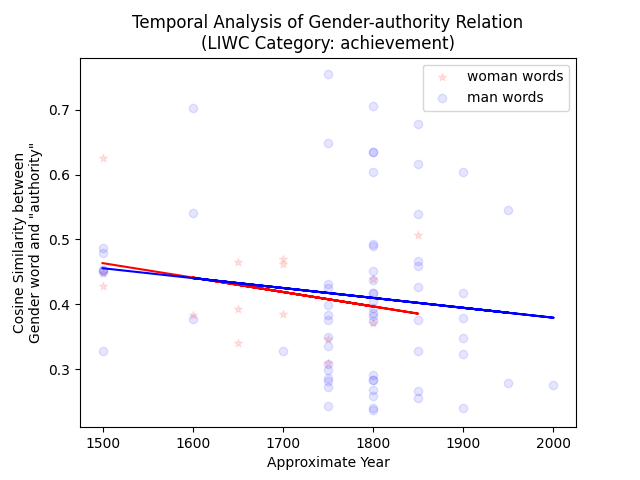 Temporal Analysis of Gender-authority Relation
(LIWC Category: achievement)
woman words
man words
0.7
0.6
0.5
0.4
0.3
Cosine Similarity between
Gender word and "authority"
1500 1600 1700 1800 1900 2000
Approximate Year